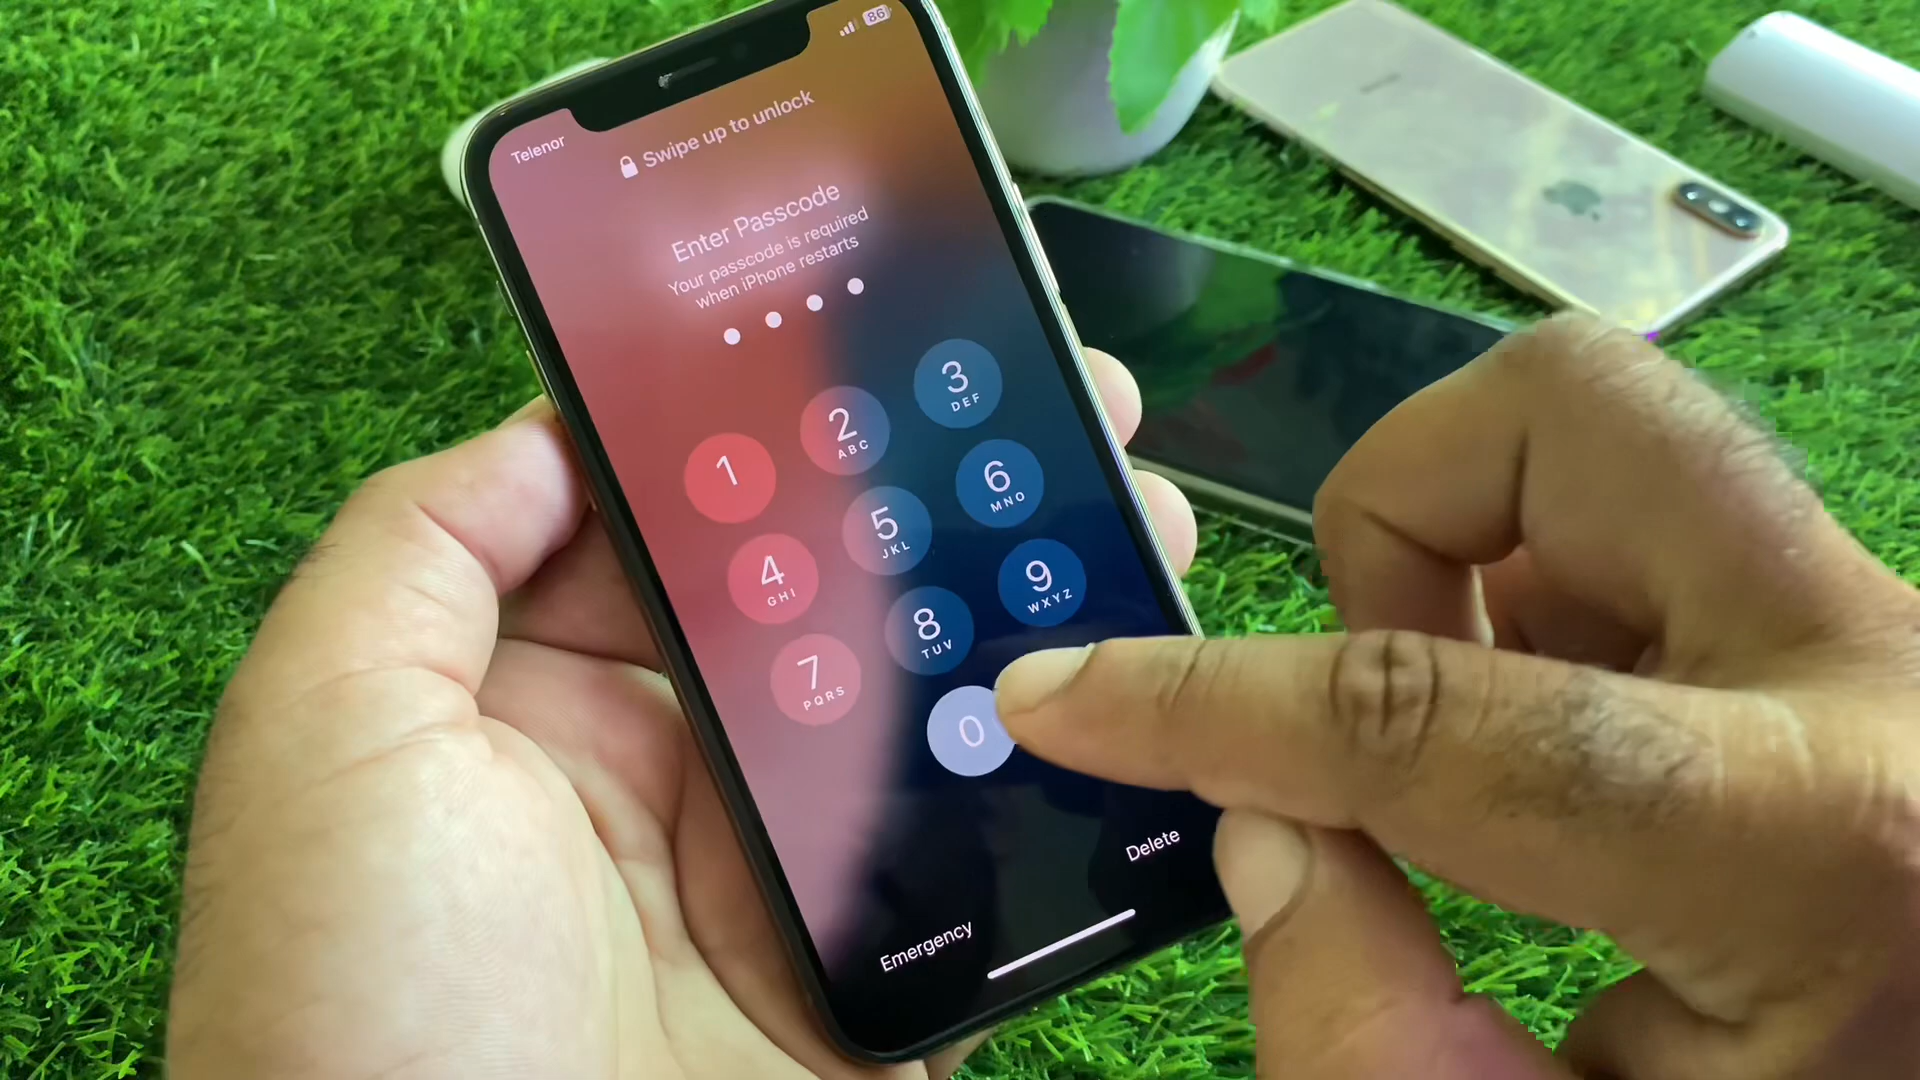 86
Telenor
Swipe up to unlock
Enter Passcode
Your passcode is required
when iPhone restarts
1
2
ABC
3
DEF
4
GHI
5
JKL
6
MNO
7
PQRS
8
TUV
9
WXYZ
0
Delete
Emergency